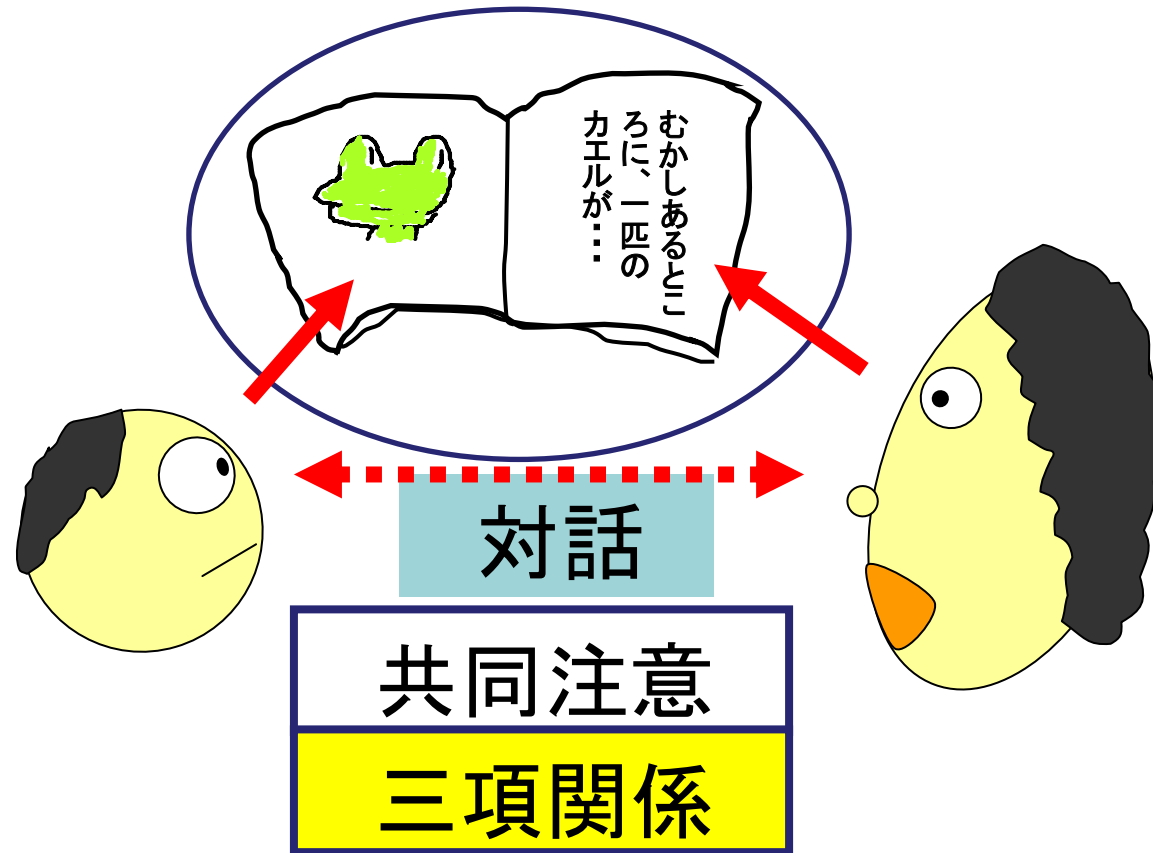 むかしあるとこ
ろに、一匹の
カエルが・・・
対話
共同注意
三項関係